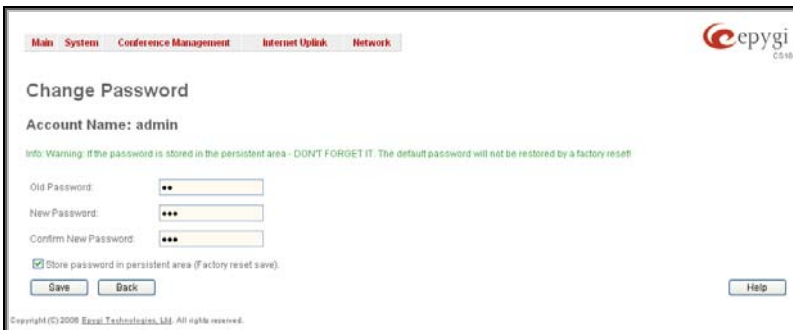 Main System Conference Management Internet Uplink Network
epygi
Change Password
Account Name: admin
Info: Warning: If the password is stored in the persistent area - DON'T FORGET IT. The default password will not be restored by a factory reset!
Old Password: ••
New Password: •••
Confirm New Password: •••
Store password in persistent area (Factory reset save).
Save Back Help
Copyright (C) 2006 Epygi Technologies, Ltd. All rights reserved.